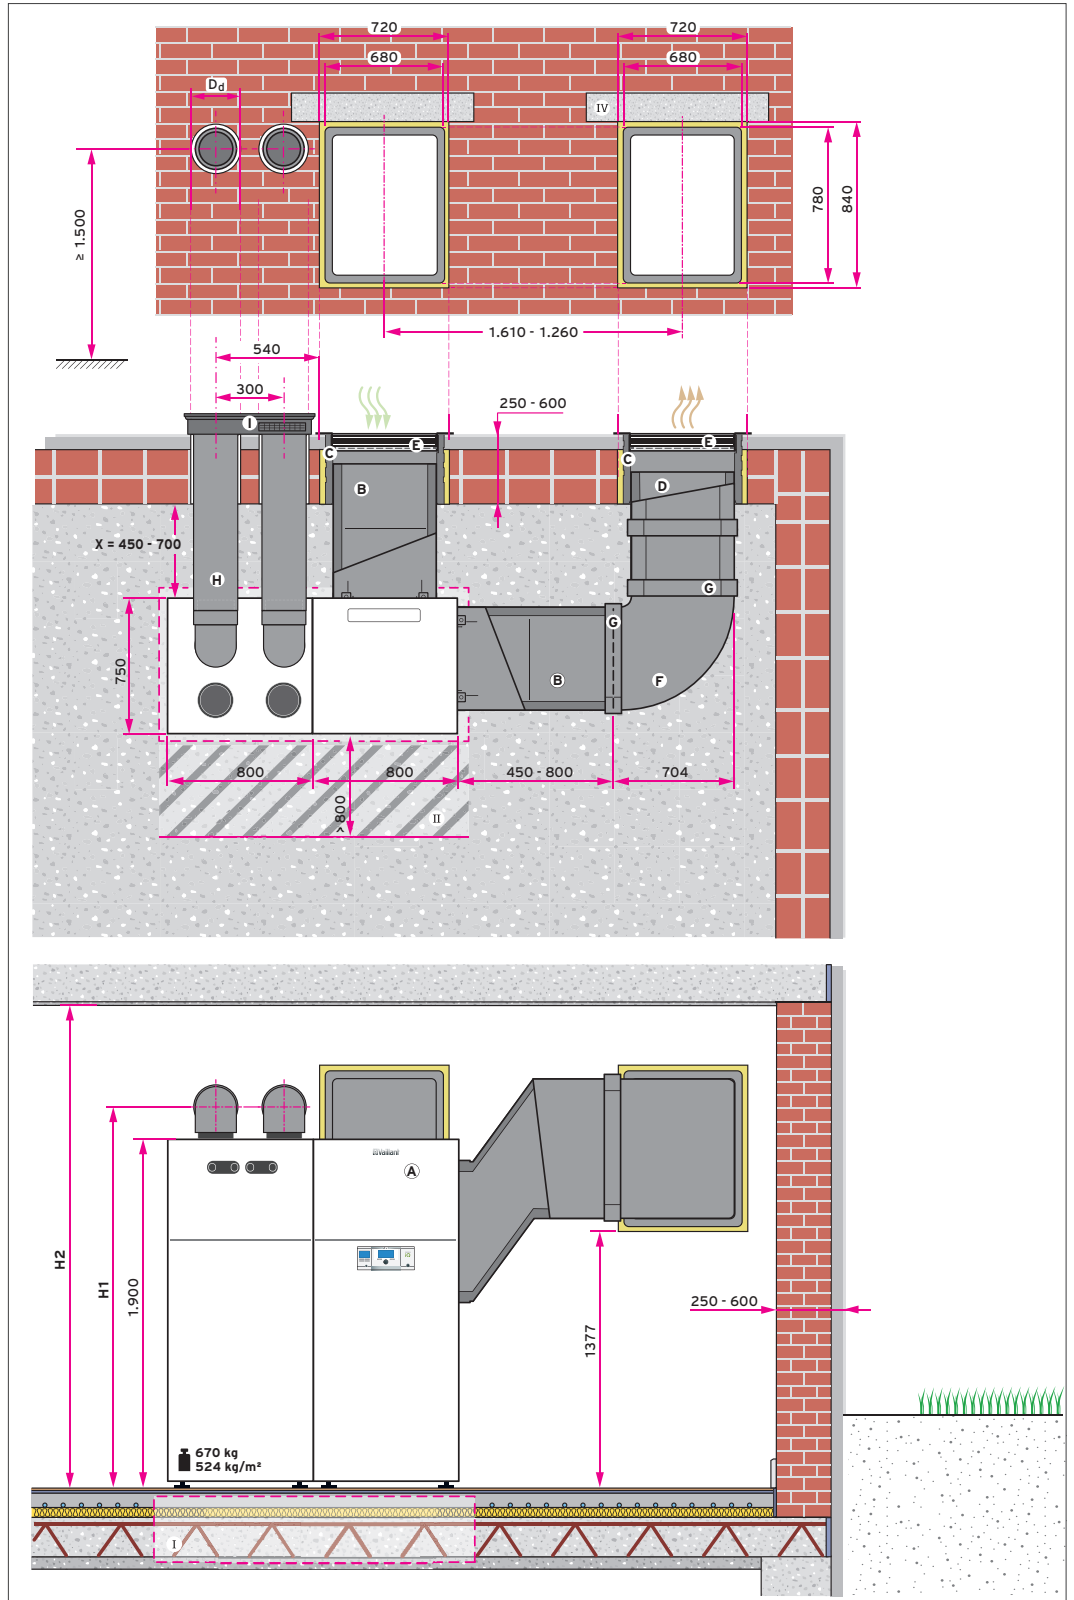 720
720
680
680
Dd
IV
≥ 1.500
780
840
1.610 - 1.260
540
300
250 - 600
I
E
E
C
C
B
D
X = 450 - 700
H
G
G
750
B
F
800
800
450 - 800
704
> 800
II
Vaillant
A
H2
H1
1.900
250 - 600
1377
670 kg
524 kg/m²
I